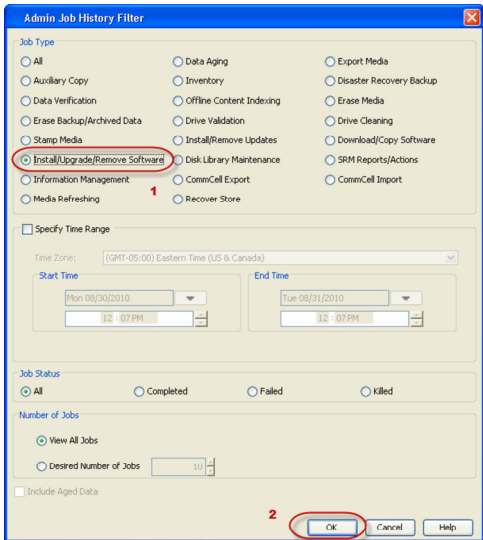 Admin Job History Filter
Job Type
All
Data Aging
Export Media
Auxiliary Copy
Inventory
Disaster Recovery Backup
Data Verification
Offline Content Indexing
Erase Media
Erase Backup/Archived Data
Drive Validation
Drive Cleaning
Stamp Media
Install/Remove Updates
Download/Copy Software
Install/Upgrade/Remove Software
Disk Library Maintenance
SRM Reports/Actions
Information Management
1
CommCell Export
CommCell Import
Media Refreshing
Recover Store
Specify Time Range
Time Zone:
(GMT-05:00) Eastern Time (US & Canada)
Start Time
End Time
Mon 08/30/2010
Tue 08/31/2010
12 : 07 PM
12 : 07 PM
Job Status
All
Completed
Failed
Killed
Number of Jobs
View All Jobs
Desired Number of Jobs
10
Include Aged Data
2
OK
Cancel
Help